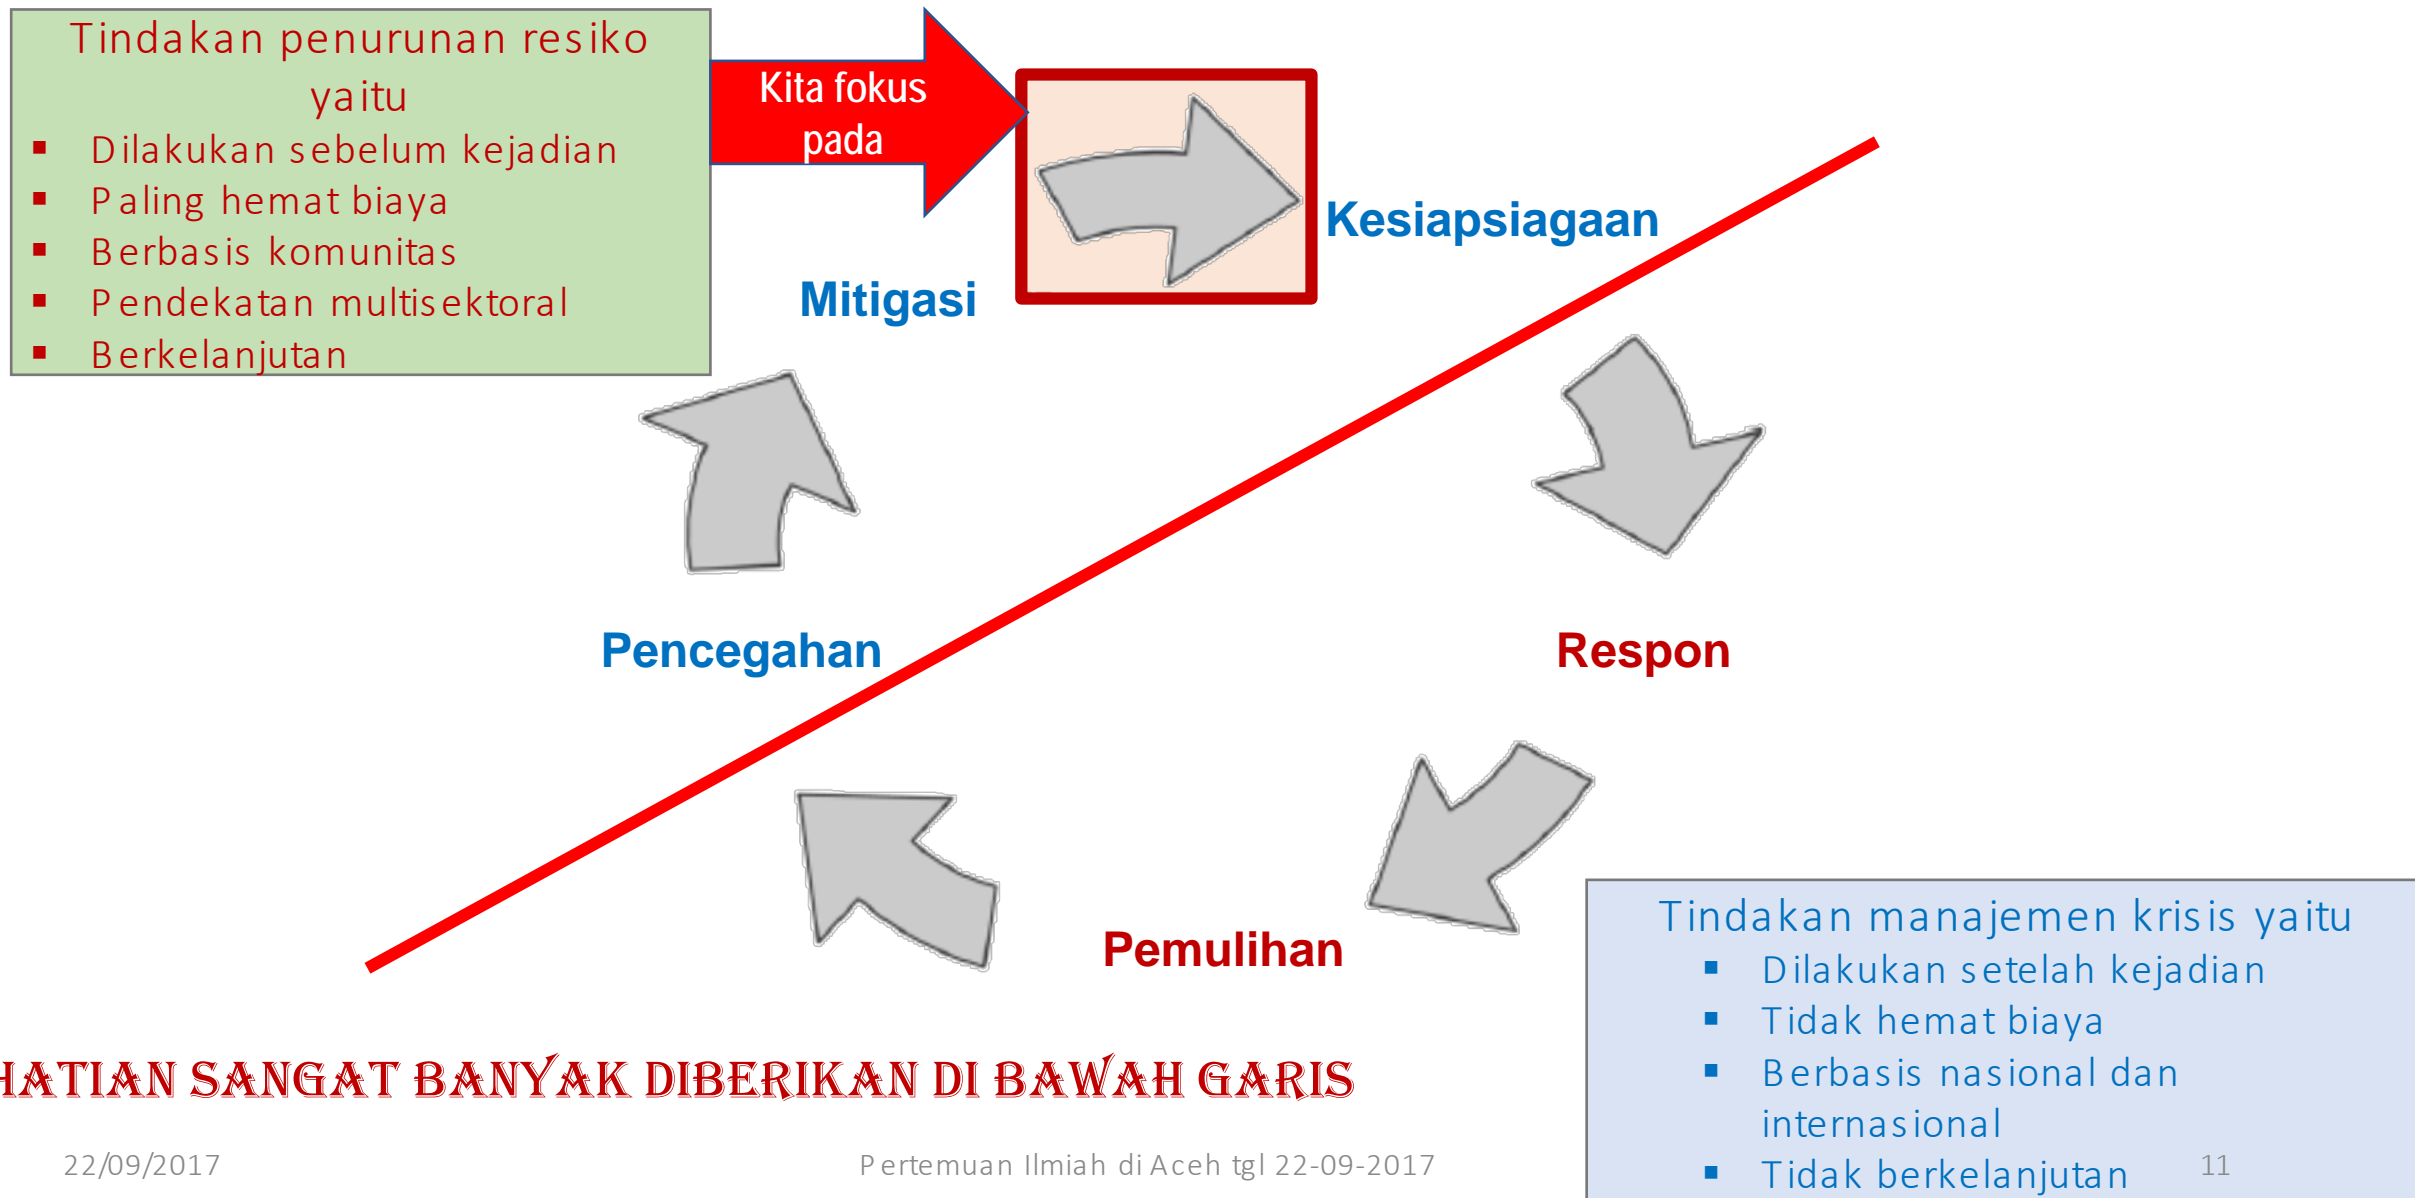 Tindakan penurunan resiko
yaitu
▪ Dilakukan sebelum kejadian
▪ Paling hemat biaya
▪ Berbasis komunitas
▪ Pendekatan multisektoral
▪ Berkelanjutan
Kita fokus
pada
Kesiapsiagaan
Mitigasi
Pencegahan
Respon
Pemulihan
Tindakan manajemen krisis yaitu
▪ Dilakukan setelah kejadian
▪ Tidak hemat biaya
▪ Berbasis nasional dan
internasional
▪ Tidak berkelanjutan
HATIAN SANGAT BANYAK DIBERIKAN DI BAWAH GARIS
22/09/2017
Pertemuan Ilmiah di Aceh tgl 22-09-2017
11